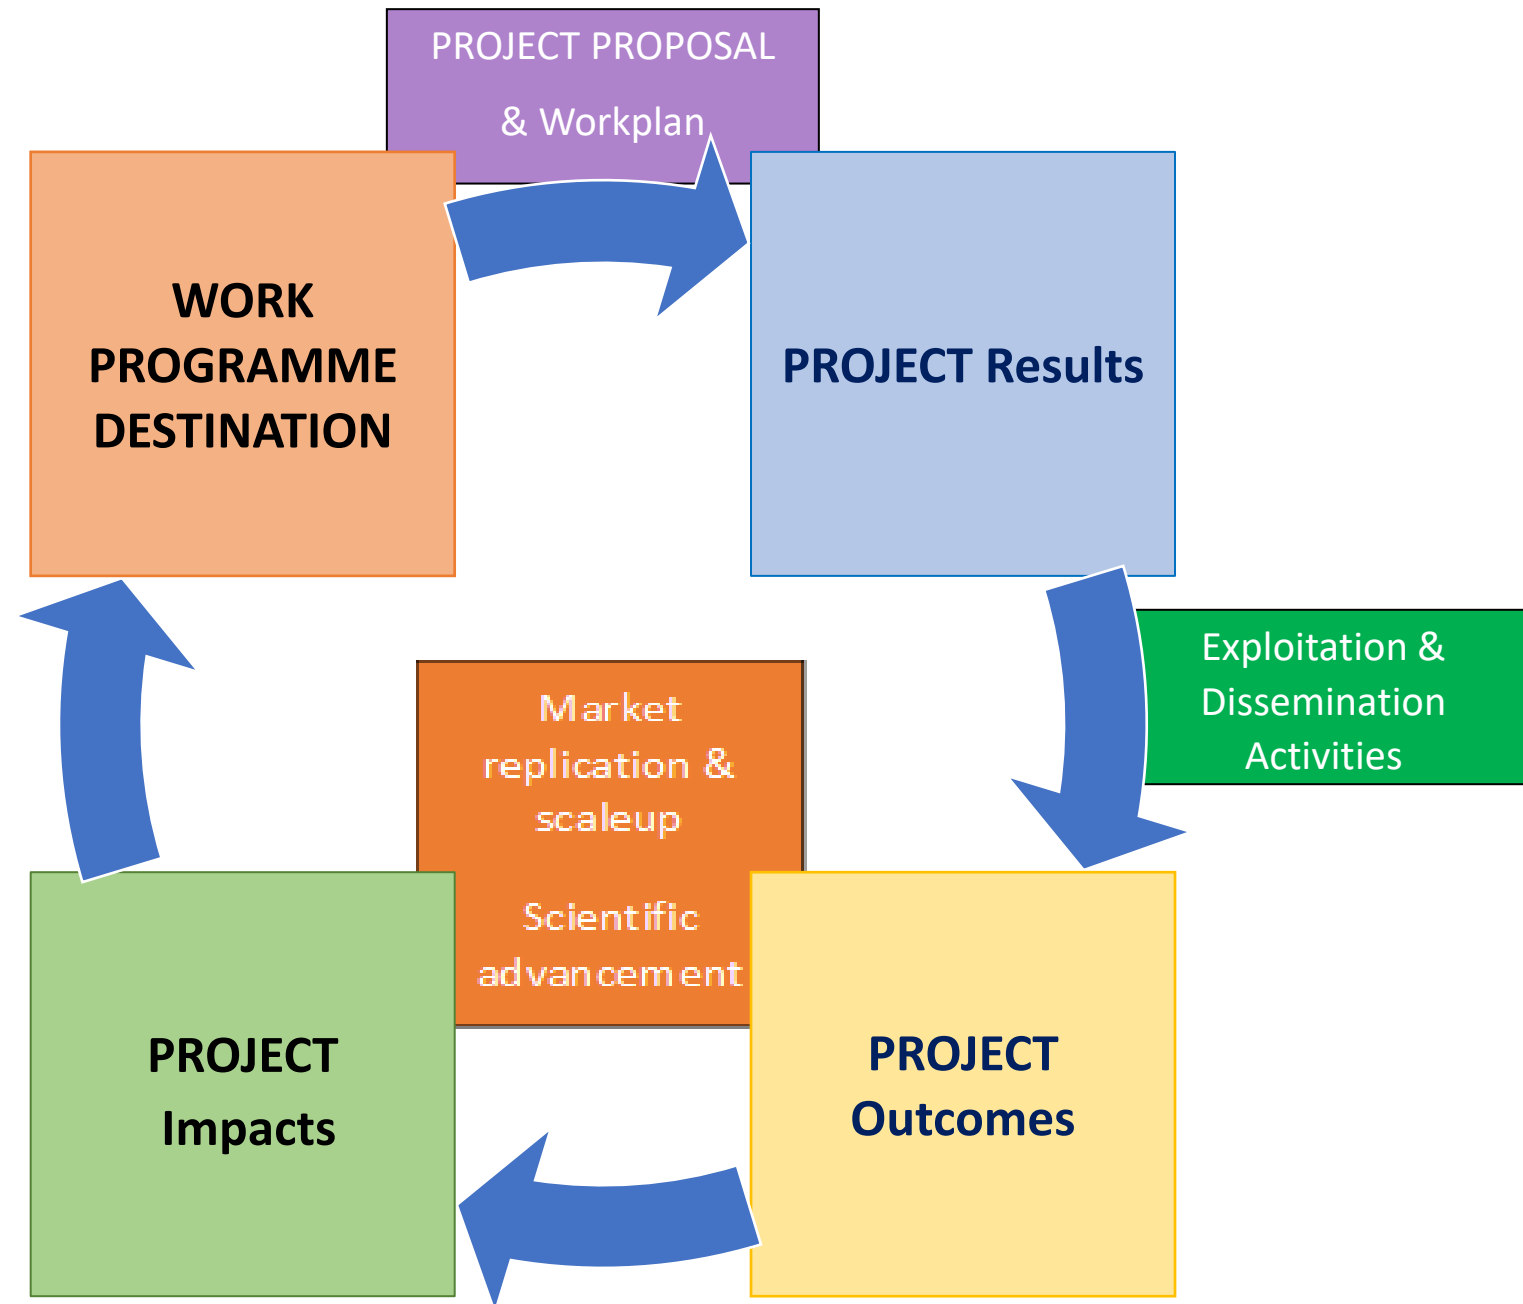 PROJECT PROPOSAL
& Workplan
WORK
PROGRAMME
DESTINATION
PROJECT Results
Exploitation &
Dissemination
Activities
Market
replication &
scaleup
Scientific
advancement
PROJECT
Impacts
PROJECT
Outcomes